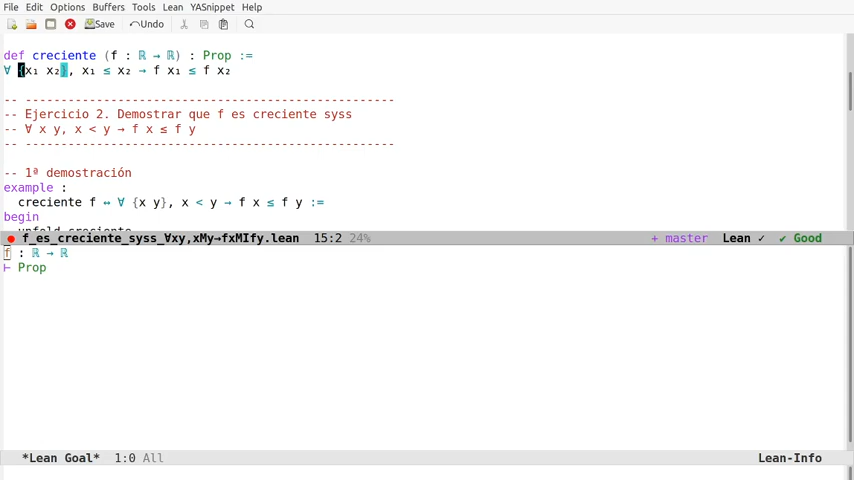 File Edit Options Buffers Tools Lean YASnippet Help
Save Undo
def creciente (f : ℝ → ℝ) : Prop :=
∀ {x₁ x₂}, x₁ ≤ x₂ → f x₁ ≤ f x₂
-- ---------------------------------------------------
-- Ejercicio 2. Demostrar que f es creciente syss
-- ∀ x y, x < y → f x ≤ f y
-- ---------------------------------------------------
-- 1ª demostración
example :
creciente f ↔ ∀ {x y}, x < y → f x ≤ f y :=
begin
unfold creciente
f_es_creciente_syss_∀xy,xMy→fxMIfy.lean 15:2 24% + master Lean ✓ ✔ Good
f : ℝ → ℝ
⊢ Prop
*Lean Goal* 1:0 All Lean-Info